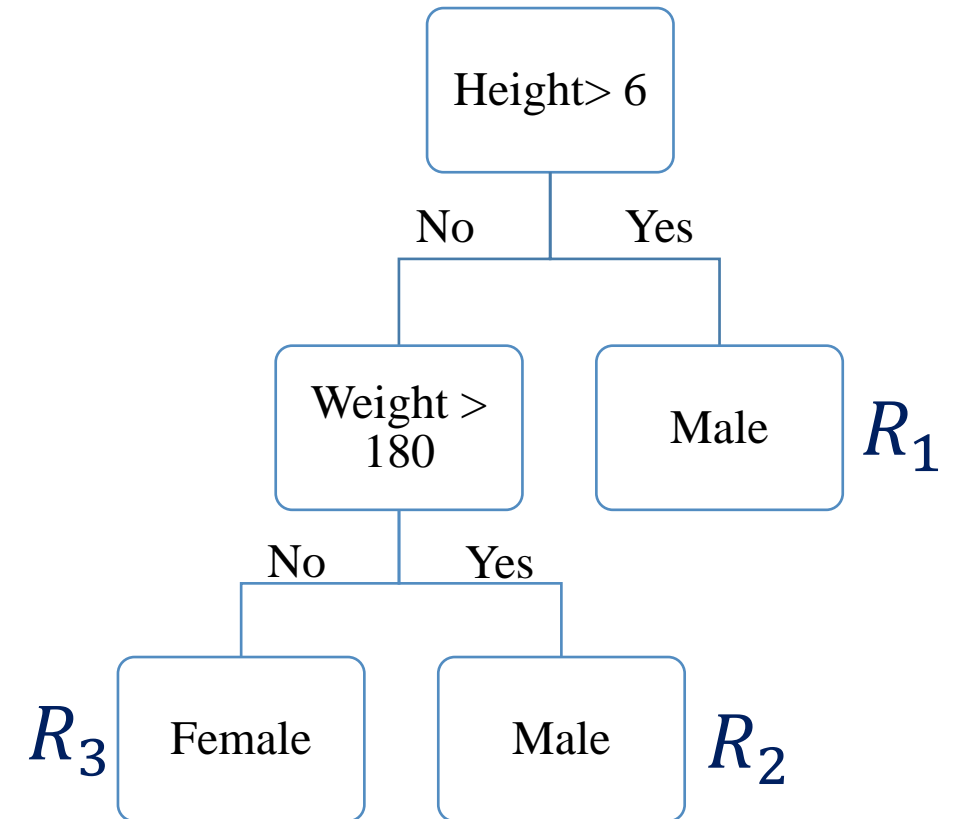 Height> 6
No Yes
Weight >
180
Male R₁
No Yes
R₃ Female Male R₂